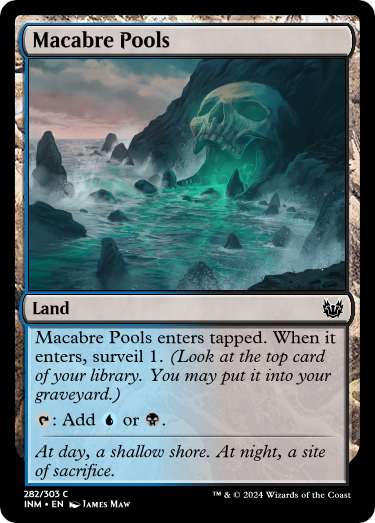 Macabre Pools
Land
Macabre Pools enters tapped. When it
enters, surveil 1. (Look at the top card
of your library. You may put it into your
graveyard.)
: Add or .
At day, a shallow shore. At night, a site
of sacrifice.
282/303 C
INM • EN James Maw
™ & © 2024 Wizards of the Coast